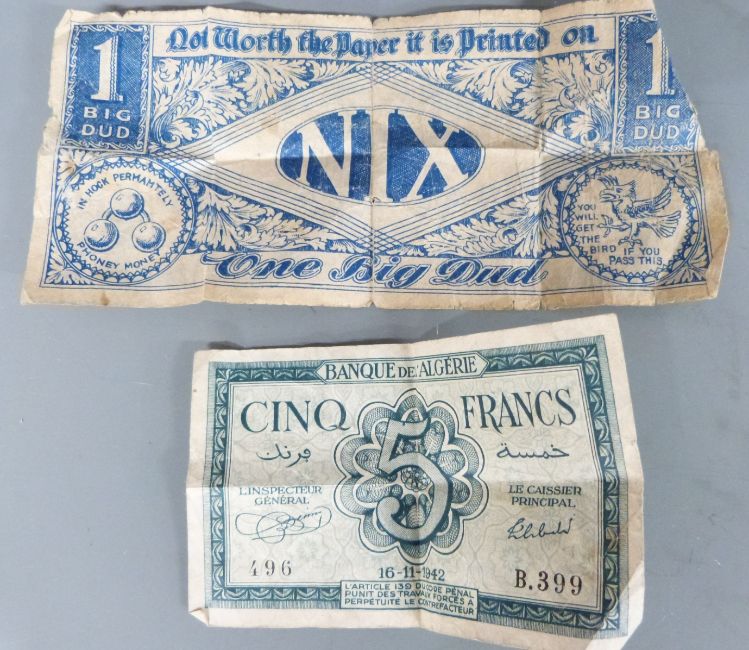 Not Worth the Paper it is Printed on
1 1
BIG BIG
DUD DUD
NIX
IN HOOK PERMAHTELY
PHONEY MONEY
YOU
WILL
GET
THE
BIRD IF YOU
PASS THIS
One Big Dud
BANQUE DE L'ALGÉRIE
CINQ 5 FRANCS
فرنك خمسة
L'INSPECTEUR LE CAISSIER
GÉNÉRAL PRINCIPAL
496 16-11-1942 B.399
L'ARTICLE 139 DU CODE PÉNAL
PUNIT DES TRAVAUX FORCÉS À
PERPÉTUITÉ LE CONTREFACTEUR